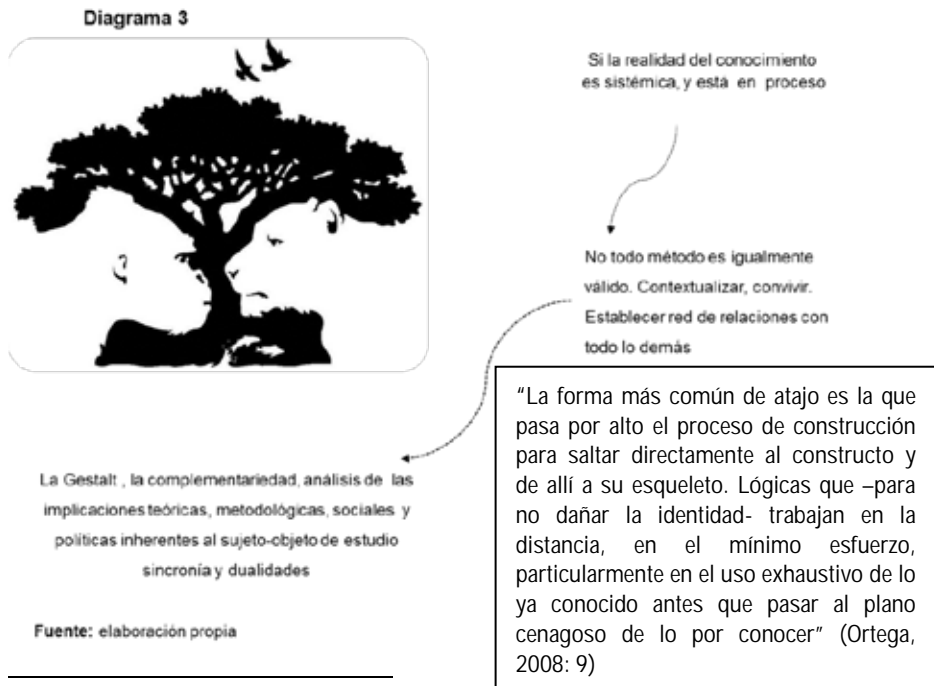 Diagrama 3
Si la realidad del conocimiento
es sistémica, y está en proceso
No todo método es igualmente
válido. Contextualizar, convivir.
Establecer red de relaciones con
todo lo demás
La Gestalt , la complementariedad, análisis de las
implicaciones teóricas, metodológicas, sociales y
políticas inherentes al sujeto-objeto de estudio
sincronía y dualidades
Fuente: elaboración propia
"La forma más común de atajo es la que
pasa por alto el proceso de construcción
para saltar directamente al constructo y
de allí a su esqueleto. Lógicas que –para
no dañar la identidad- trabajan en la
distancia, en el mínimo esfuerzo,
particularmente en el uso exhaustivo de lo
ya conocido antes que pasar al plano
cenagoso de lo por conocer" (Ortega,
2008: 9)